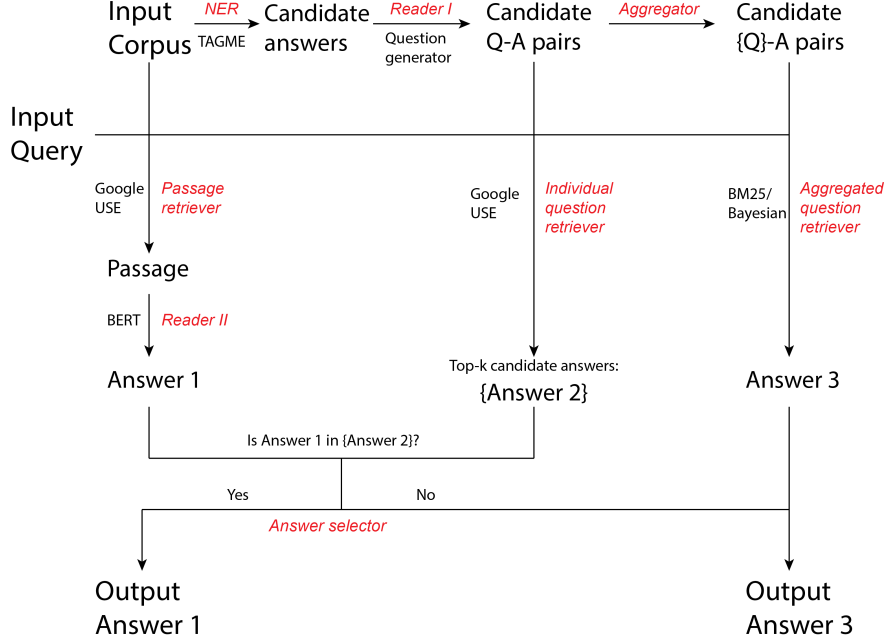 Input
Corpus
NER
TAGME
Candidate
answers
Reader I
Question
generator
Candidate
Q-A pairs
Aggregator
Candidate
{Q}-A pairs
Input
Query
Google
USE
Passage
retriever
Google
USE
Individual
question
retriever
BM25/
Bayesian
Aggregated
question
retriever
Passage
BERT
Reader II
Answer 1
Top-k candidate answers:
{Answer 2}
Answer 3
Is Answer 1 in {Answer 2}?
Yes
No
Answer selector
Output
Answer 1
Output
Answer 3